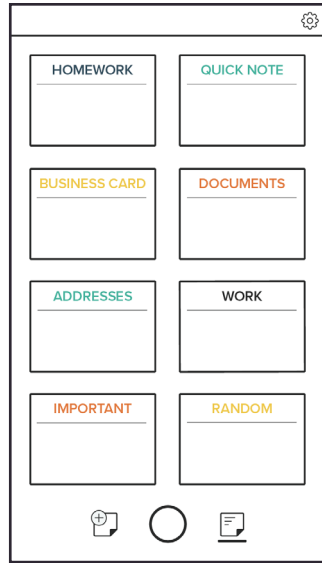 HOMEWORK
QUICK NOTE
BUSINESS CARD
DOCUMENTS
ADDRESSES
WORK
IMPORTANT
RANDOM